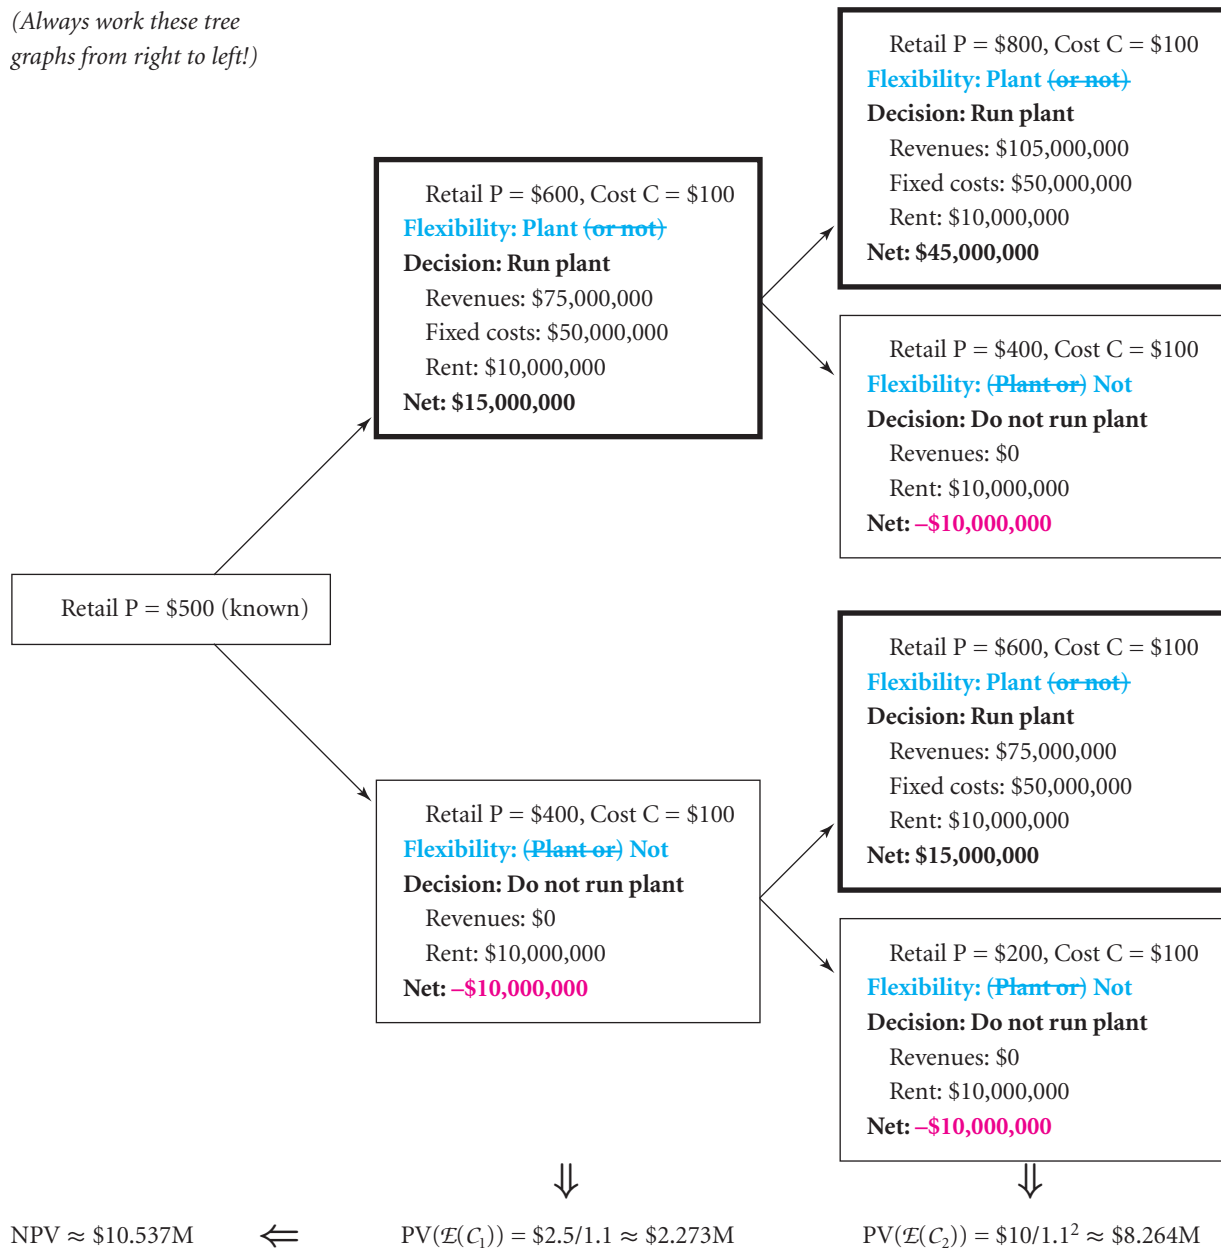 (Always work these tree
graphs from right to left!)
Retail P = $800, Cost C = $100
Flexibility: Plant (or not)
Decision: Run plant
Revenues: $105,000,000
Fixed costs: $50,000,000
Rent: $10,000,000
Net: $45,000,000
Retail P = $600, Cost C = $100
Flexibility: Plant (or not)
Decision: Run plant
Revenues: $75,000,000
Fixed costs: $50,000,000
Rent: $10,000,000
Net: $15,000,000
Retail P = $400, Cost C = $100
Flexibility: (Plant or) Not
Decision: Do not run plant
Revenues: $0
Rent: $10,000,000
Net: –$10,000,000
Retail P = $500 (known)
Retail P = $600, Cost C = $100
Flexibility: Plant (or not)
Decision: Run plant
Revenues: $75,000,000
Fixed costs: $50,000,000
Rent: $10,000,000
Net: $15,000,000
Retail P = $400, Cost C = $100
Flexibility: (Plant or) Not
Decision: Do not run plant
Revenues: $0
Rent: $10,000,000
Net: –$10,000,000
Retail P = $200, Cost C = $100
Flexibility: (Plant or) Not
Decision: Do not run plant
Revenues: $0
Rent: $10,000,000
Net: –$10,000,000
⇓ ⇓
NPV ≈ $10.537M ⇐ PV(ℰ(C₁)) = $2.5/1.1 ≈ $2.273M PV(ℰ(C₂)) = $10/1.1² ≈ $8.264M